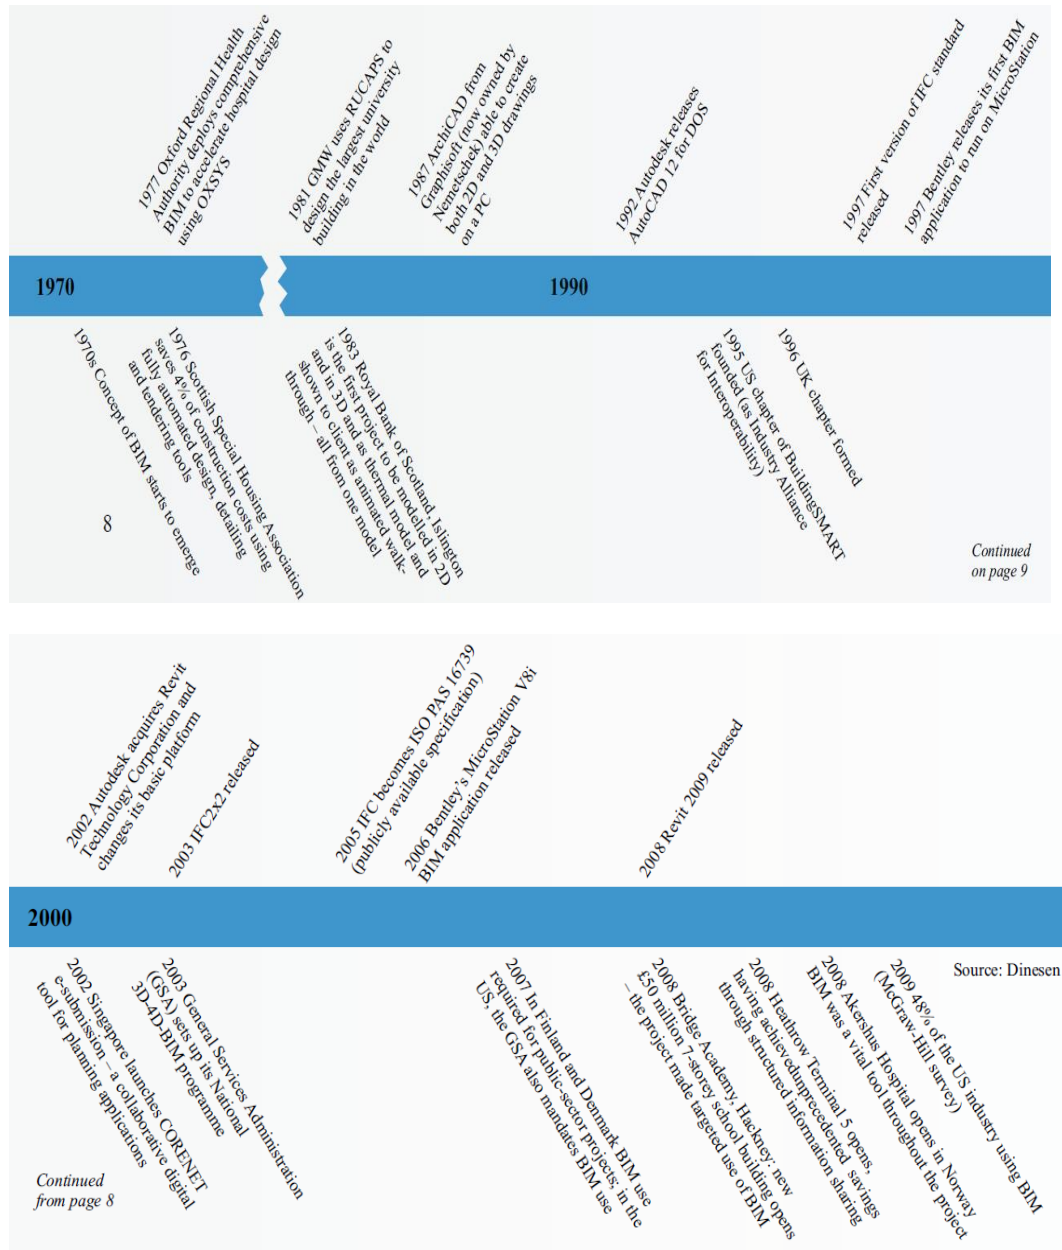 1977 Oxford Regional Health
Authority deploys comprehensive
BIM to accelerate hospital design
using OXSYS
1981 GMW uses RUCAPS to
design the largest university
building in the world
1987 ArchiCAD from
Graphisoft (now owned by
Nemetschek) able to create
both 2D and 3D drawings
on a PC
1992 Autodesk releases
AutoCAD 12 for DOS
1997 First version of IFC standard
released
1997 Bentley releases its first BIM
application to run on MicroStation
1970
1990
1970s Concept of BIM starts to emerge
1976 Scottish Special Housing Association
saves 4% of construction costs using
fully automated design, detailing
and tendering tools
1983 Royal Bank of Scotland, Islington
is the first project to be modelled in 2D
and in 3D and as thermal model and
shown to client as animated walk-
through – all from one model
1995 US chapter of BuildingSMART
founded (as Industry Alliance
for Interoperability)
1996 UK chapter formed
8
Continued
on page 9
2002 Autodesk acquires Revit
Technology Corporation and
changes its basic platform
2003 IFC2x2 released
2005 IFC becomes ISO PAS 16739
(publicly available specification)
2006 Bentley's MicroStation V8i
BIM application released
2008 Revit 2009 released
2000
2002 Singapore launches CORENET
e-submission – a collaborative digital
tool for planning applications
2003 General Services Administration
(GSA) sets up its National
3D-4D-BIM programme
2007 In Finland and Denmark BIM use
required for public-sector projects; in the
US, the GSA also mandates BIM use
2008 Bridge Academy, Hackney: new
£50 million 7-storey school building opens
– the project made targeted use of BIM
2008 Heathrow Terminal 5 opens,
having achievedunprecedented savings
through structured information sharing
2008 Akershus Hospital opens in Norway
BIM was a vital tool throughout the project
2009 48% of the US industry using BIM
(McGraw-Hill survey)
Source: Dinesen
Continued
from page 8